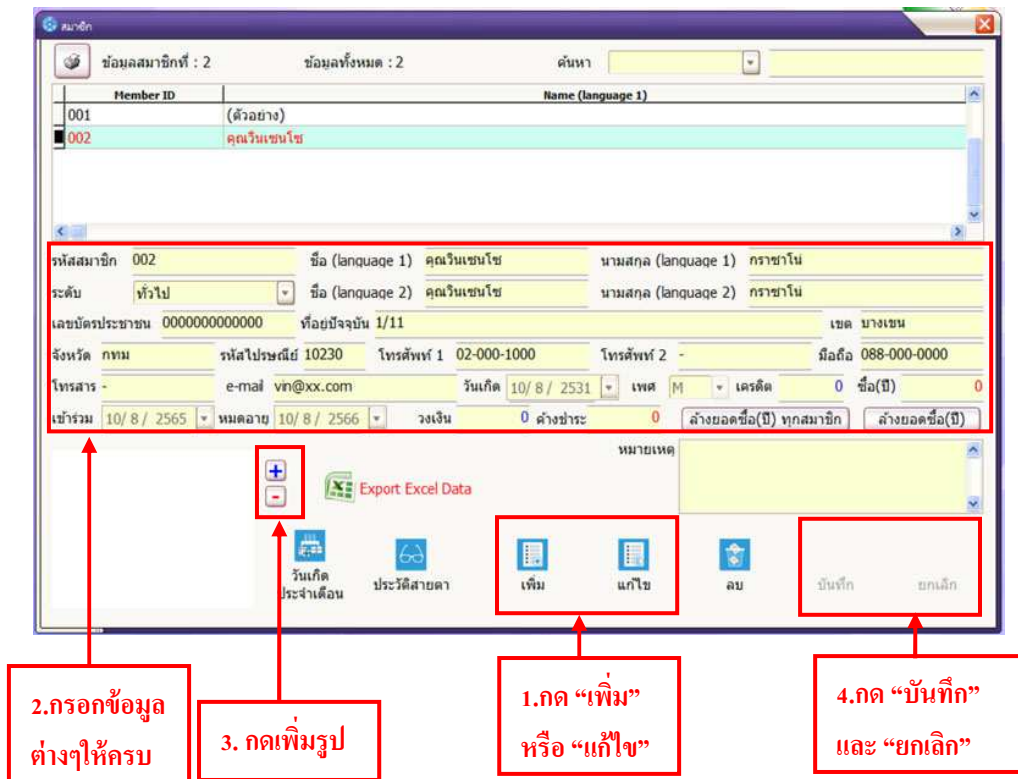 สมาชิก
ข้อมูลสมาชิกที่ : 2 ข้อมูลทั้งหมด : 2 ค้นหา
Member ID Name (language 1)
001 (ตัวอย่าง)
002 คุณวินเชนโซ่
รหัสสมาชิก 002 ชื่อ (language 1) คุณวินเชนโซ่ นามสกุล (language 1) กราซาโน่
ระดับ ทั่วไป ชื่อ (language 2) คุณวินเชนโซ่ นามสกุล (language 2) กราซาโน่
เลขบัตรประชาชน 0000000000000 ที่อยู่ปัจจุบัน 1/11 เขต บางเขน
จังหวัด กทม รหัสไปรษณีย์ 10230 โทรศัพท์ 1 02-000-1000 โทรศัพท์ 2 - มือถือ 088-000-0000
โทรสาร - e-mail vin@xx.com วันเกิด 10/ 8 / 2531 เพศ M เครดิต 0 ซื้อ(ปี) 0
เข้าร่วม 10/ 8 / 2565 หมดอายุ 10/ 8 / 2566 วงเงิน 0 ค้างชำระ 0 ล้างยอดซื้อ(ปี) ทุกสมาชิก ล้างยอดซื้อ(ปี)
หมายเหตุ
+
-
Export Excel Data
วันเกิด
ประจำเดือน
ประวัติสายตา เพิ่ม แก้ไข ลบ บันทึก ยกเลิก
2.กรอกข้อมูล
ต่างๆให้ครบ
3. กดเพิ่มรูป
1.กด “เพิ่ม”
หรือ “แก้ไข”
4.กด “บันทึก”
และ “ยกเลิก”